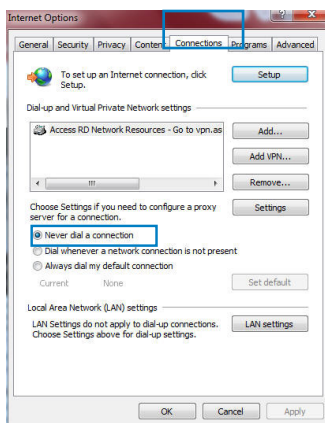 Internet Options
General Security Privacy Content Connections Programs Advanced
To set up an Internet connection, click
Setup.
Setup
Dial-up and Virtual Private Network settings
Access RD Network Resources - Go to vpn.as
Add...
Add VPN...
Remove...
Choose Settings if you need to configure a proxy
server for a connection.
Settings
Never dial a connection
Dial whenever a network connection is not present
Always dial my default connection
Current None
Set default
Local Area Network (LAN) settings
LAN Settings do not apply to dial-up connections.
Choose Settings above for dial-up settings.
LAN settings
OK Cancel Apply